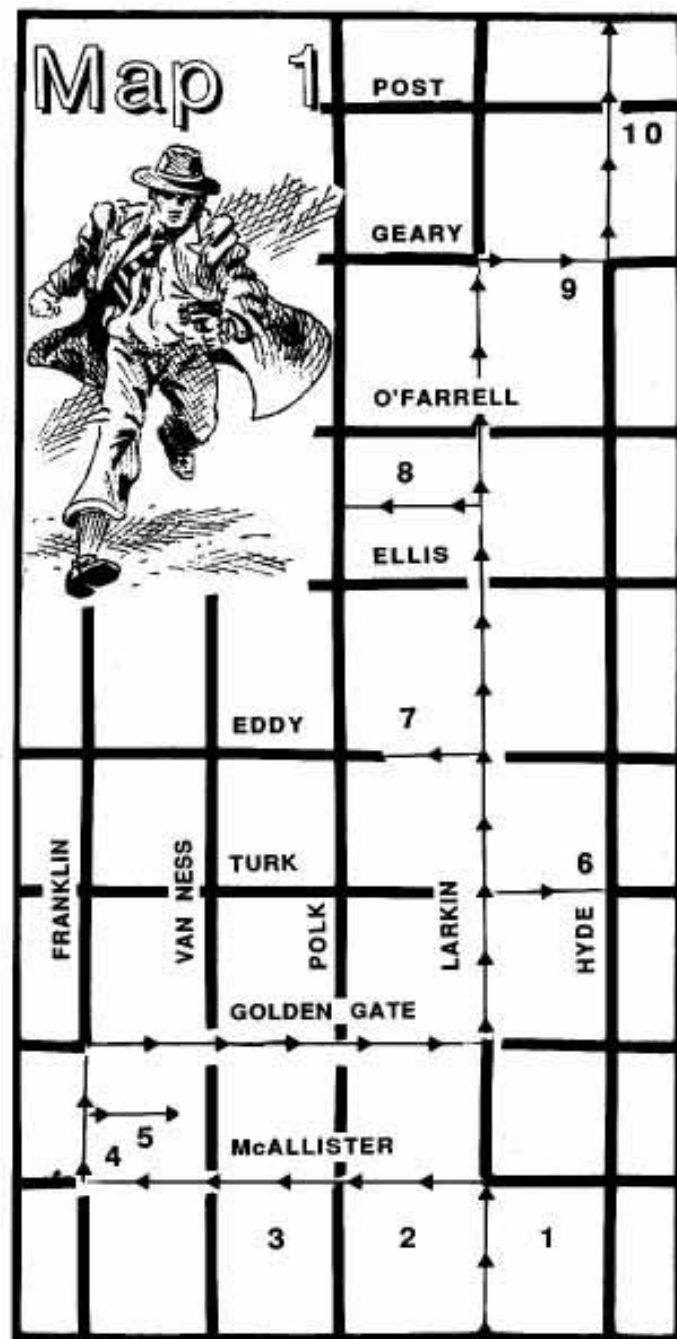 Map 1
POST
10
GEARY
9
O'FARRELL
8
ELLIS
7
EDDY
6
TURK
FRANKLIN
VAN NESS
POLK
LARKIN
HYDE
GOLDEN GATE
5
4
McALLISTER
3 2 1